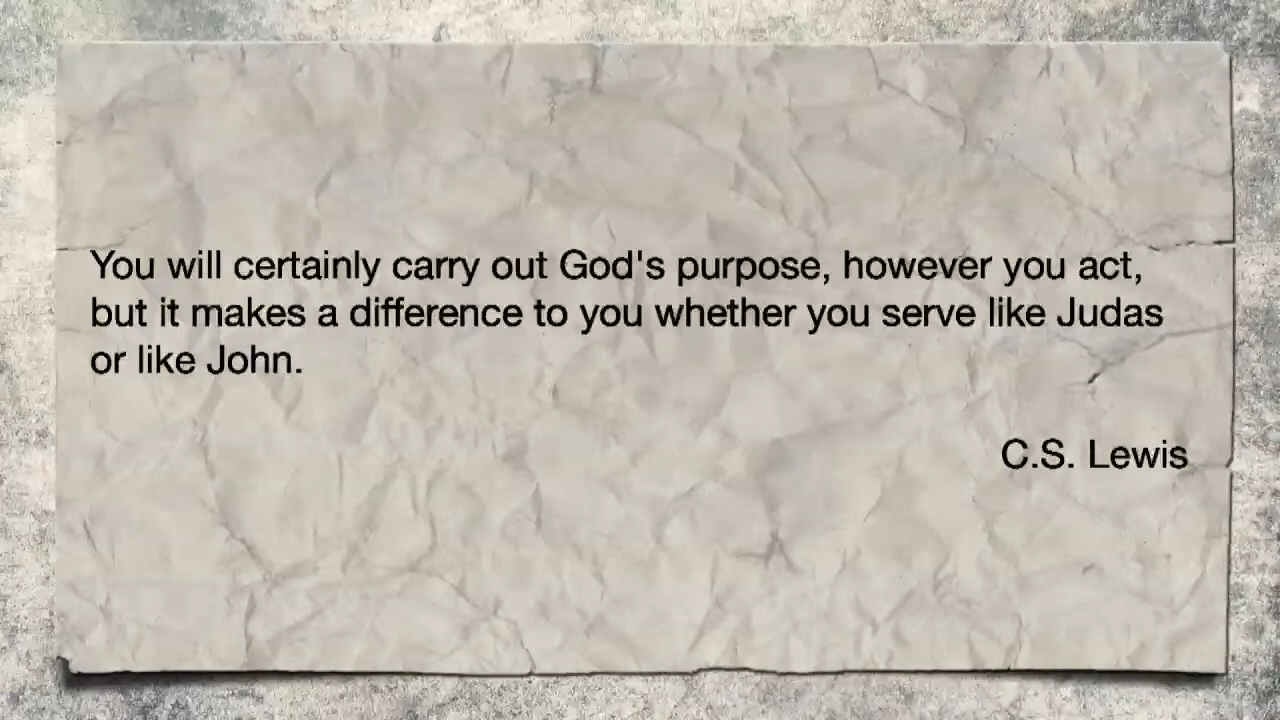 You will certainly carry out God's purpose, however you act,
but it makes a difference to you whether you serve like Judas
or like John.
C.S. Lewis